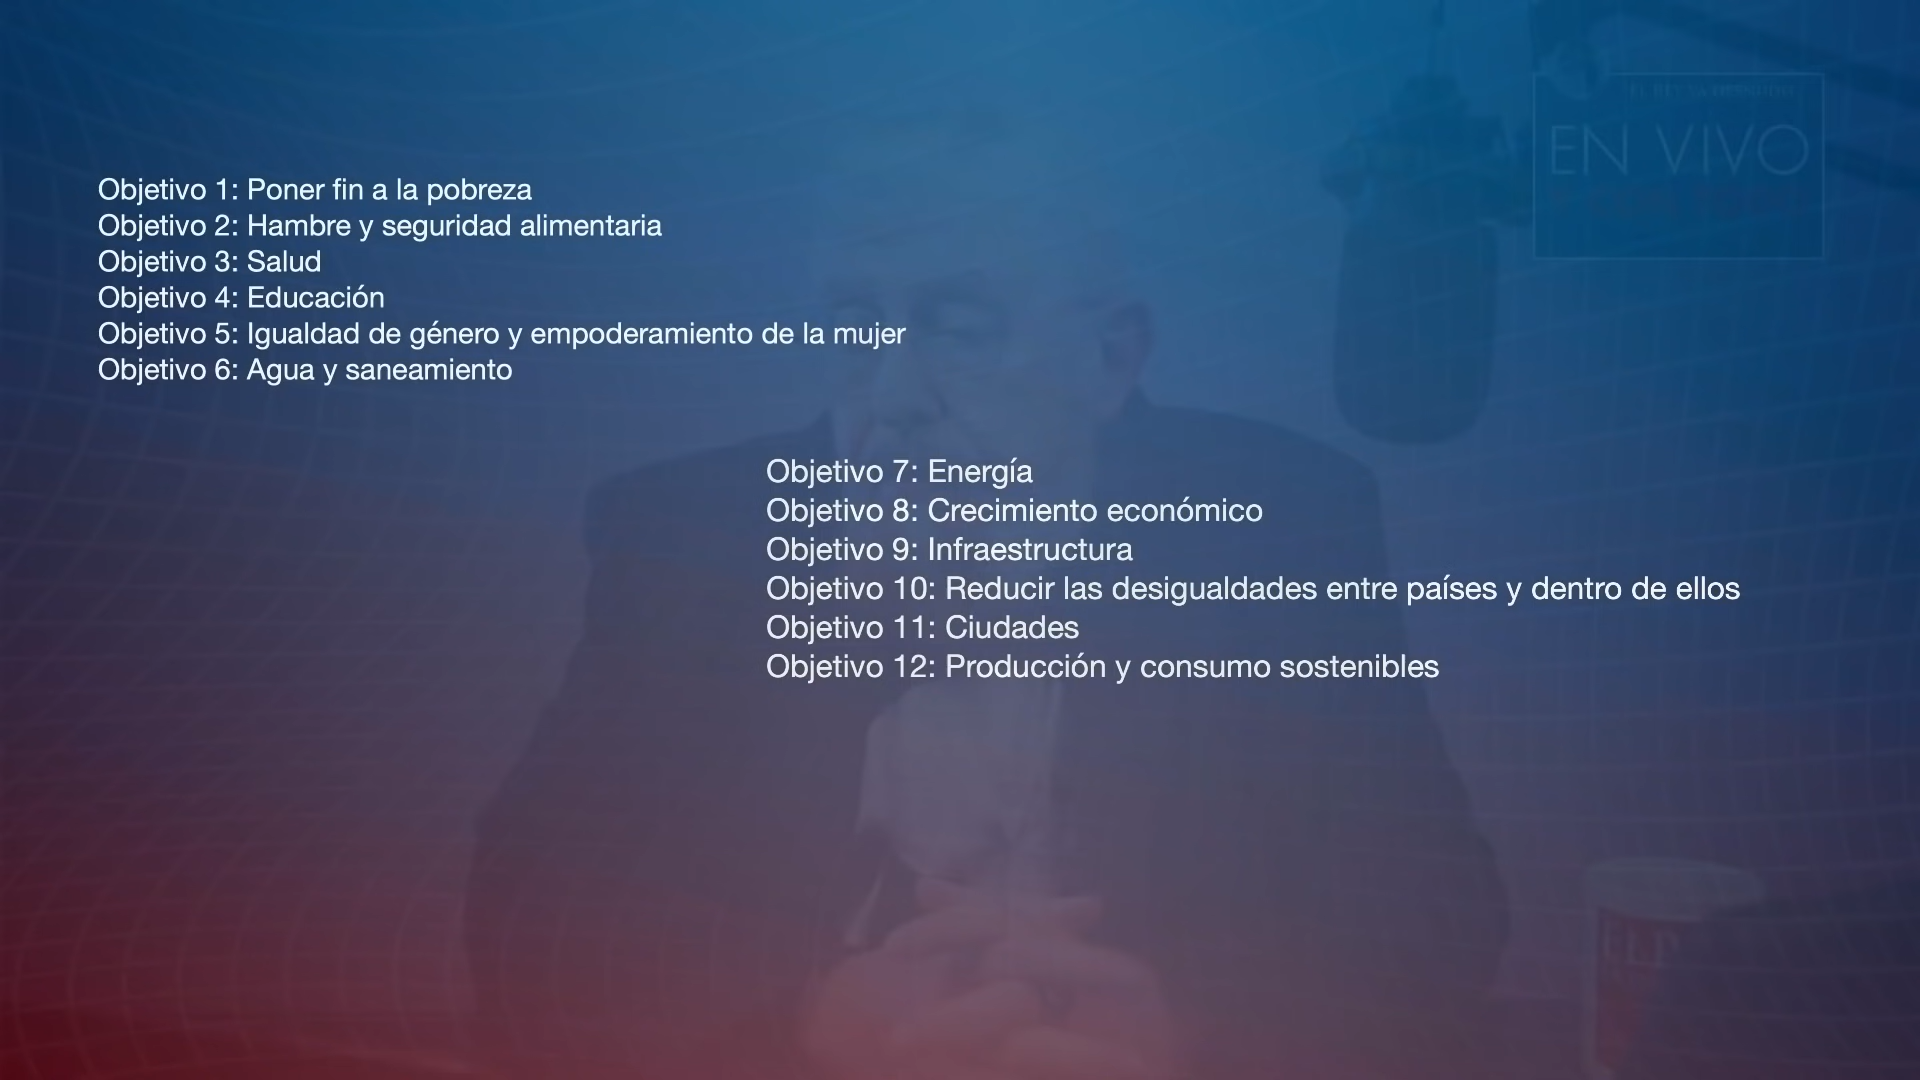 EN VIVO
Objetivo 1: Poner fin a la pobreza
Objetivo 2: Hambre y seguridad alimentaria
Objetivo 3: Salud
Objetivo 4: Educación
Objetivo 5: Igualdad de género y empoderamiento de la mujer
Objetivo 6: Agua y saneamiento
Objetivo 7: Energía
Objetivo 8: Crecimiento económico
Objetivo 9: Infraestructura
Objetivo 10: Reducir las desigualdades entre países y dentro de ellos
Objetivo 11: Ciudades
Objetivo 12: Producción y consumo sostenibles